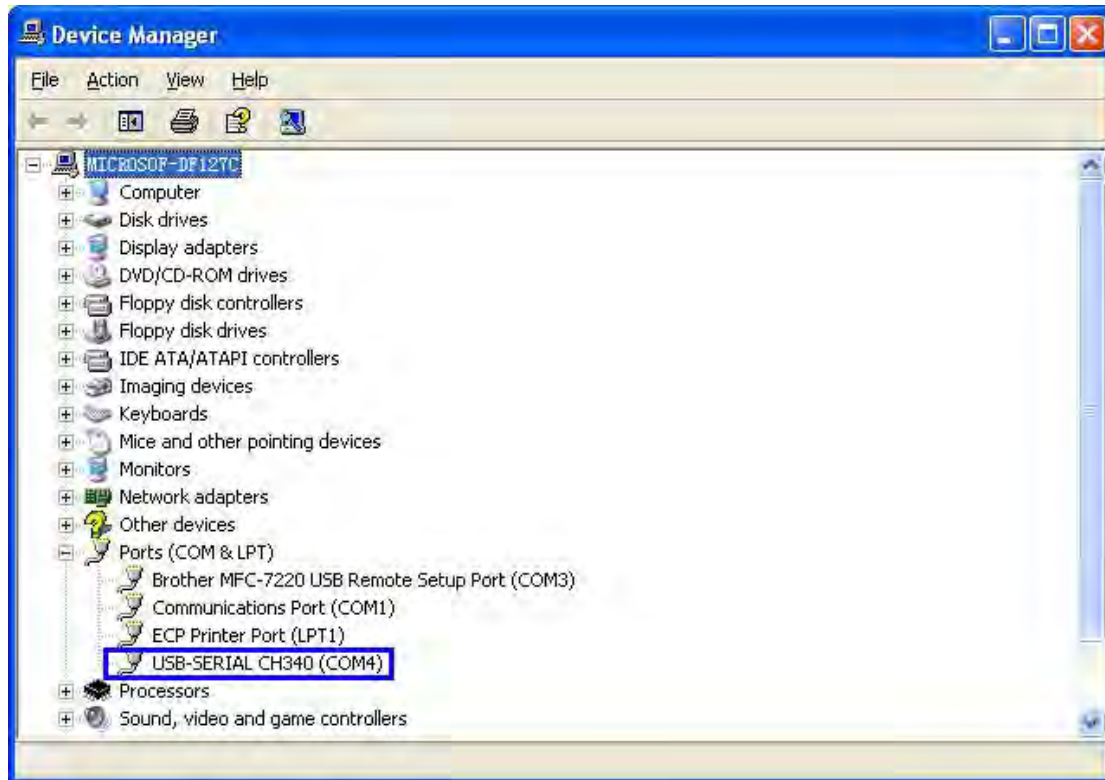 Device Manager
File Action View Help
MICROSOF-DF127C
Computer
Disk drives
Display adapters
DVD/CD-ROM drives
Floppy disk controllers
Floppy disk drives
IDE ATA/ATAPI controllers
Imaging devices
Keyboards
Mice and other pointing devices
Monitors
Network adapters
Other devices
Ports (COM & LPT)
Brother MFC-7220 USB Remote Setup Port (COM3)
Communications Port (COM1)
ECP Printer Port (LPT1)
USB-SERIAL CH340 (COM4)
Processors
Sound, video and game controllers